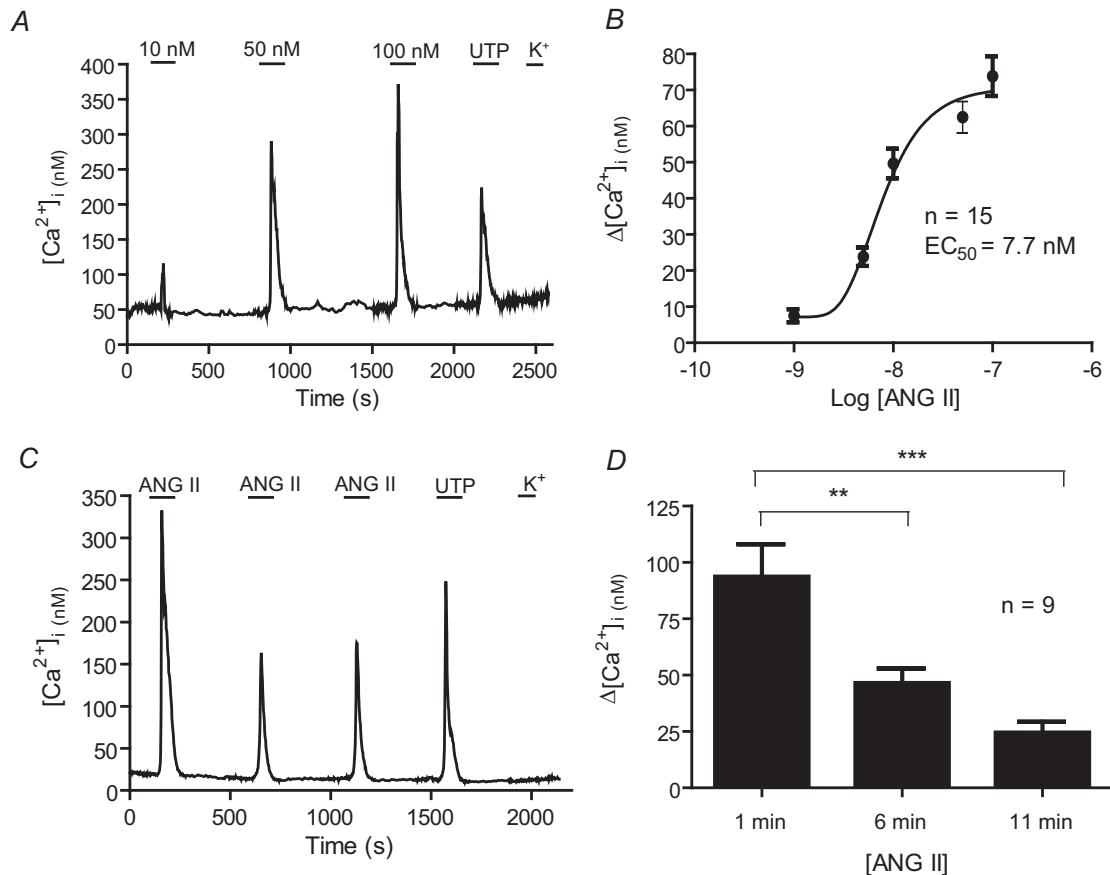 A
10 nM 50 nM 100 nM UTP K⁺
400
350
300
250
200
150
100
50
0
[Ca²⁺]i (nM)
0 500 1000 1500 2000 2500
Time (s)
B
80
70
60
50
40
30
20
10
0
Δ[Ca²⁺]i (nM)
n = 15
EC₅₀ = 7.7 nM
-10 -9 -8 -7 -6
Log [ANG II]
C
ANG II ANG II ANG II UTP K⁺
350
300
250
200
150
100
50
0
[Ca²⁺]i (nM)
0 500 1000 1500 2000
Time (s)
D
***
**
125
100
75
50
25
0
Δ[Ca²⁺]i (nM)
n = 9
1 min 6 min 11 min
[ANG II]